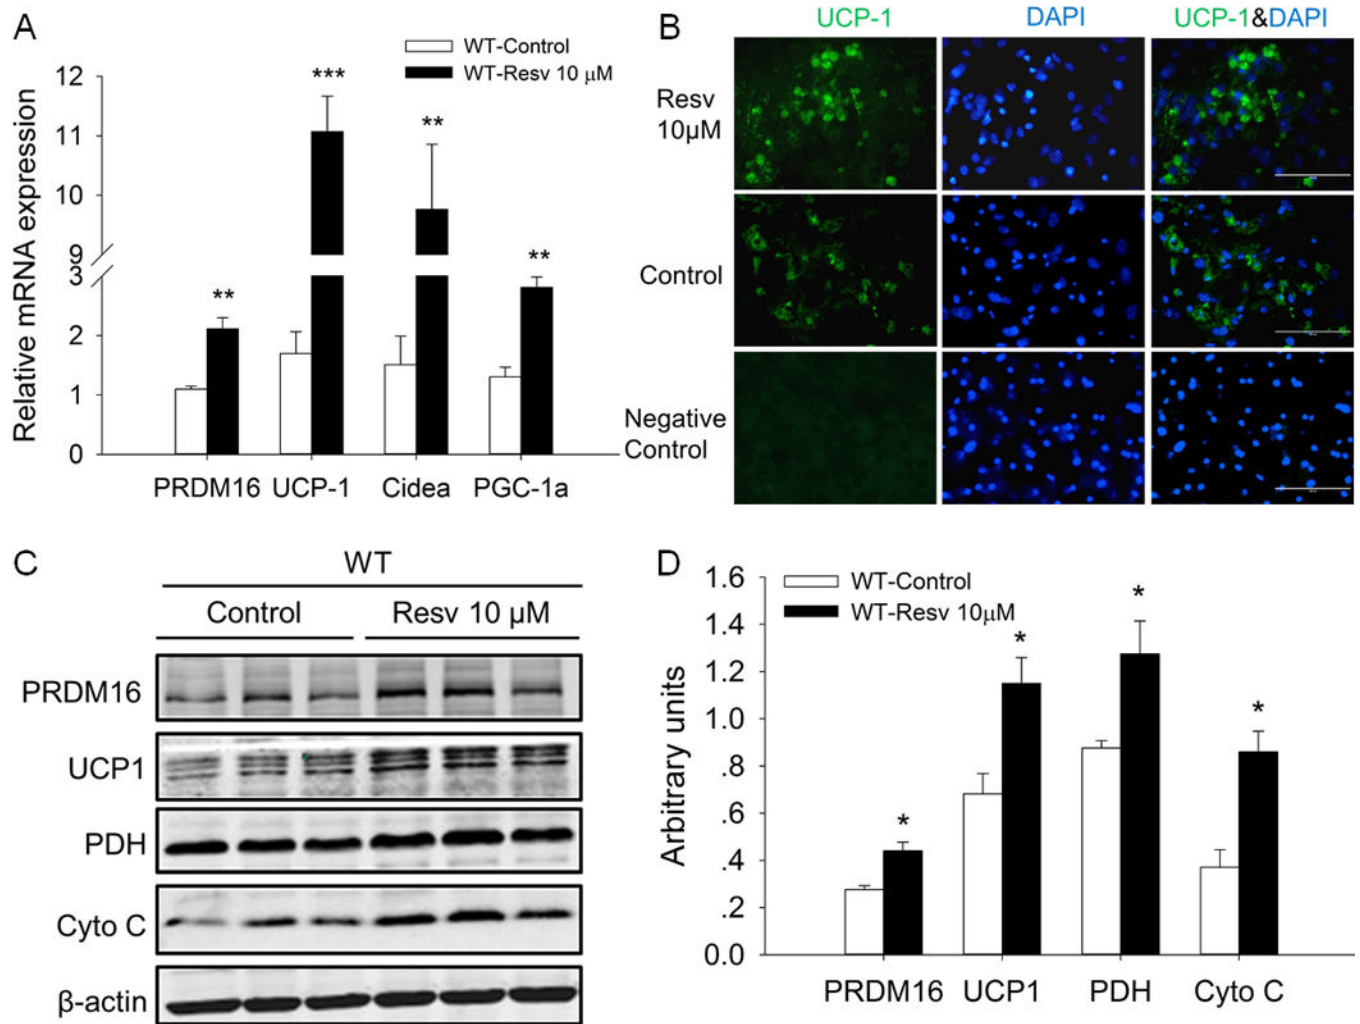 A
WT-Control
WT-Resv 10 μM
Relative mRNA expression
12
11
10
9
3
2
1
0
***
**
**
**
PRDM16 UCP-1 Cidea PGC-1a
B
UCP-1 DAPI UCP-1&DAPI
Resv
10μM
Control
Negative
Control
C
WT
Control Resv 10 μM
PRDM16
UCP1
PDH
Cyto C
β-actin
D
WT-Control
WT-Resv 10μM
Arbitrary units
1.6
1.4
1.2
1.0
.8
.6
.4
.2
0.0
*
*
*
*
PRDM16 UCP1 PDH Cyto C